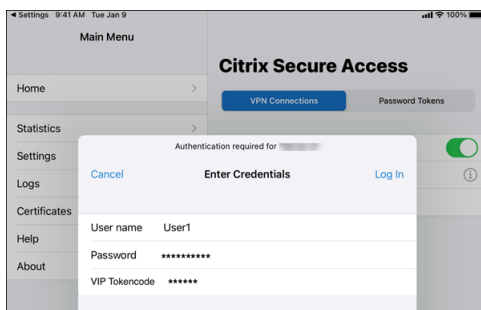 ◀ Settings 9:41 AM Tue Jan 9 100%
Main Menu
Citrix Secure Access
Home
VPN Connections Password Tokens
Statistics
Settings
Logs
Certificates
Help
About
Authentication required for
Cancel Enter Credentials Log In
User name User1
Password **********
VIP Tokencode ******